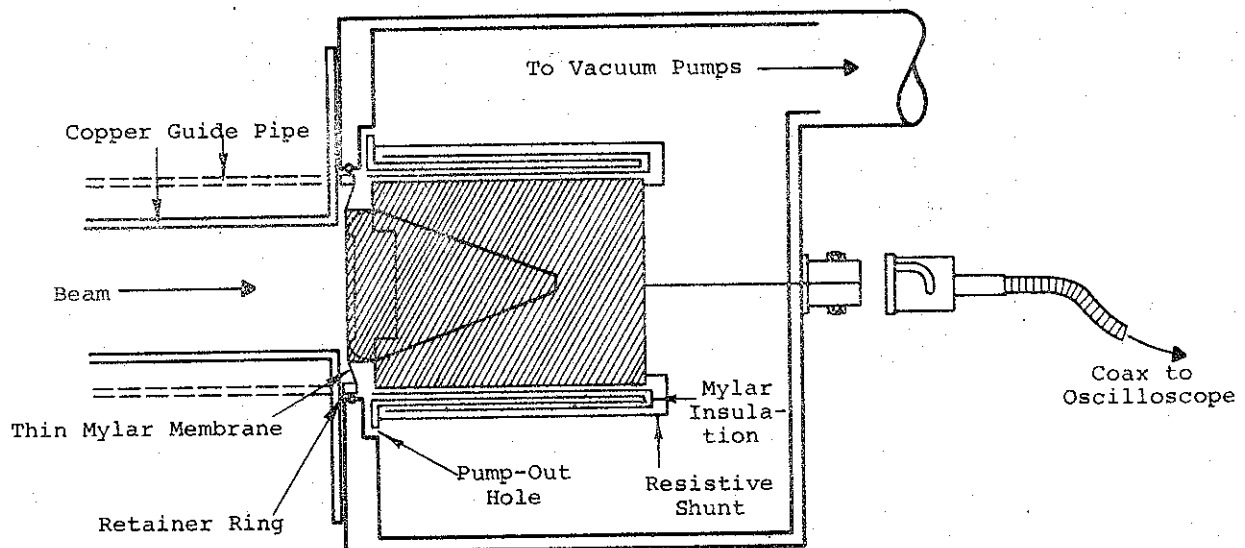 To Vacuum Pumps
Copper Guide Pipe
Beam
Coax to
Oscilloscope
Mylar
Insula-
tion
Thin Mylar Membrane
Pump-Out
Hole
Resistive
Shunt
Retainer Ring